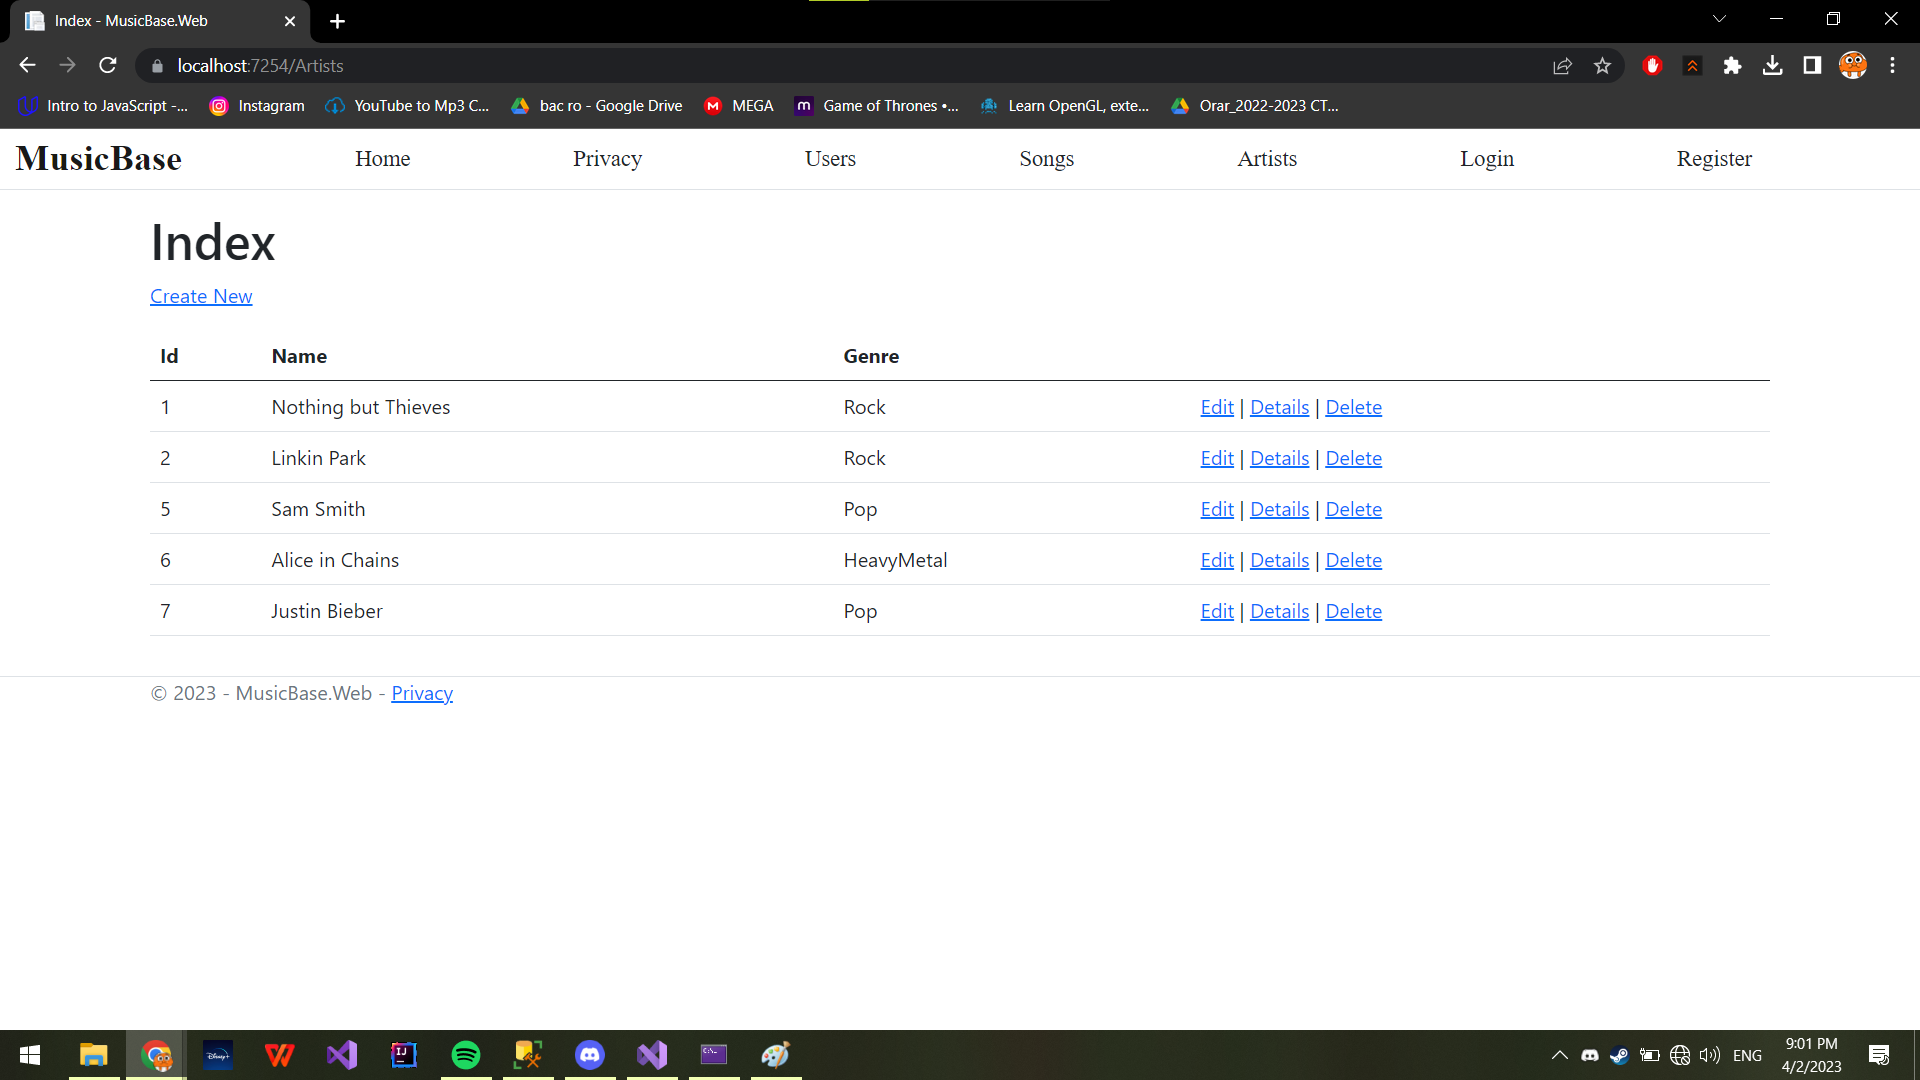 Index - MusicBase.Web
localhost:7254/Artists
Intro to JavaScript -... Instagram YouTube to Mp3 C... bac ro - Google Drive MEGA Game of Thrones •... Learn OpenGL, exte... Orar_2022-2023 CT...
MusicBase Home Privacy Users Songs Artists Login Register
Index
Create New
Id Name Genre
1 Nothing but Thieves Rock Edit | Details | Delete
2 Linkin Park Rock Edit | Details | Delete
5 Sam Smith Pop Edit | Details | Delete
6 Alice in Chains HeavyMetal Edit | Details | Delete
7 Justin Bieber Pop Edit | Details | Delete
© 2023 - MusicBase.Web - Privacy
ENG
9:01 PM
4/2/2023